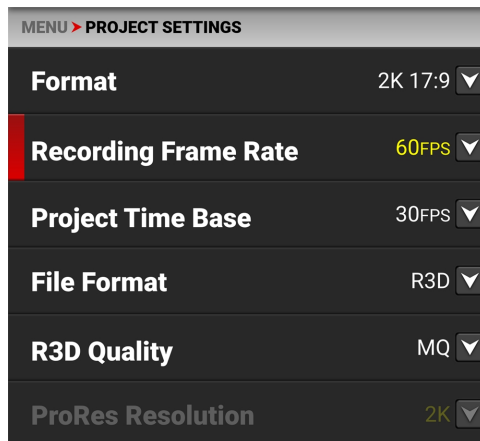 MENU ➤ PROJECT SETTINGS
Format 2K 17:9
Recording Frame Rate 60FPS
Project Time Base 30FPS
File Format R3D
R3D Quality MQ
ProRes Resolution 2K